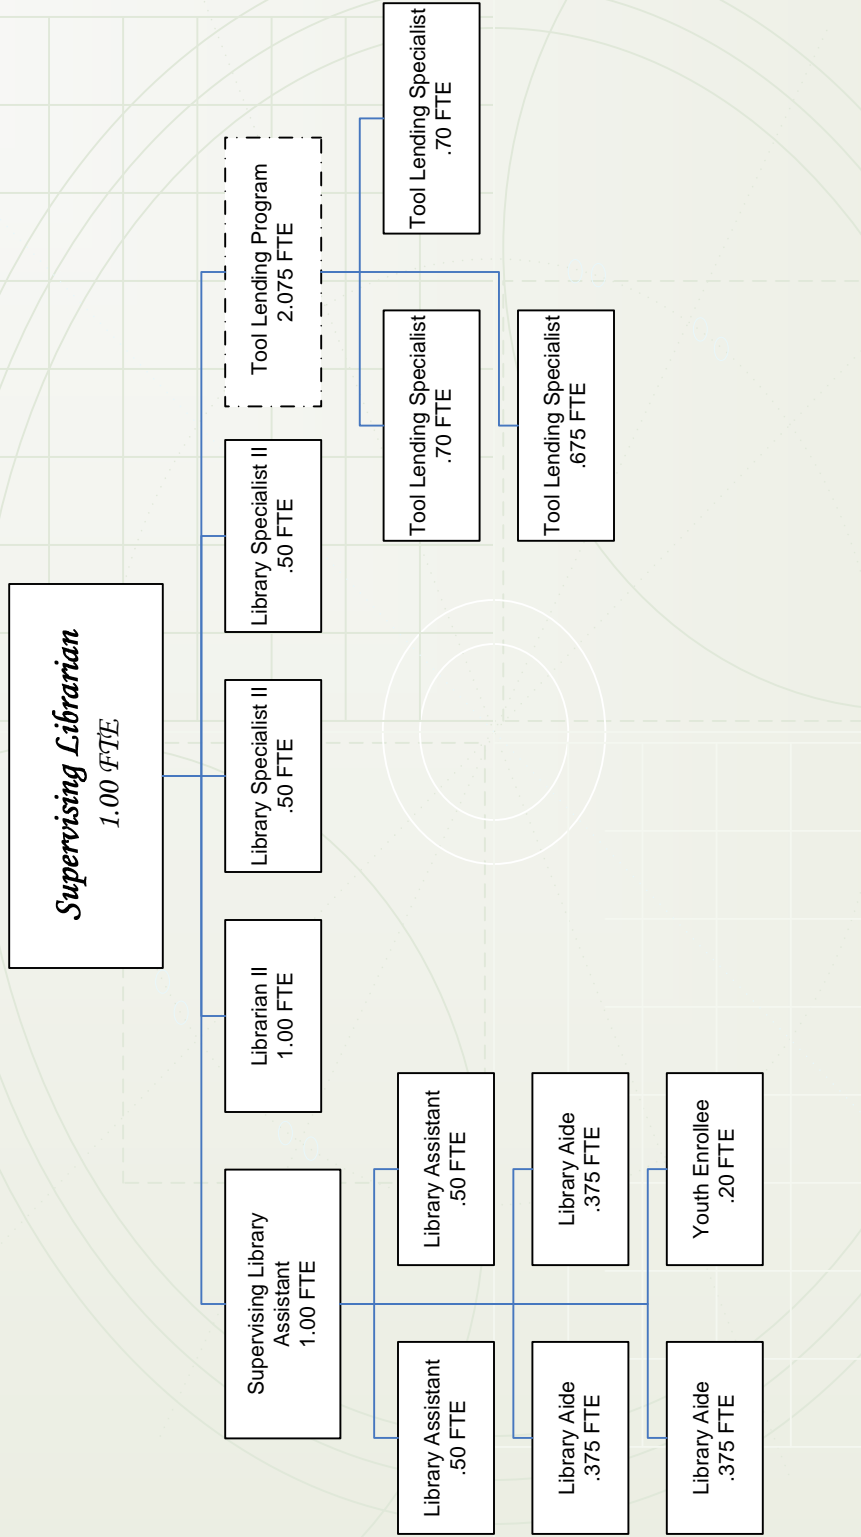 Supervising Librarian
1.00 FTE
Supervising Library
Assistant
1.00 FTE
Librarian II
1.00 FTE
Library Specialist II
.50 FTE
Library Specialist II
.50 FTE
Tool Lending Program
2.075 FTE
Library Assistant
.50 FTE
Library Assistant
.50 FTE
Library Aide
.375 FTE
Library Aide
.375 FTE
Library Aide
.375 FTE
Youth Enrollee
.20 FTE
Tool Lending Specialist
.70 FTE
Tool Lending Specialist
.70 FTE
Tool Lending Specialist
.675 FTE